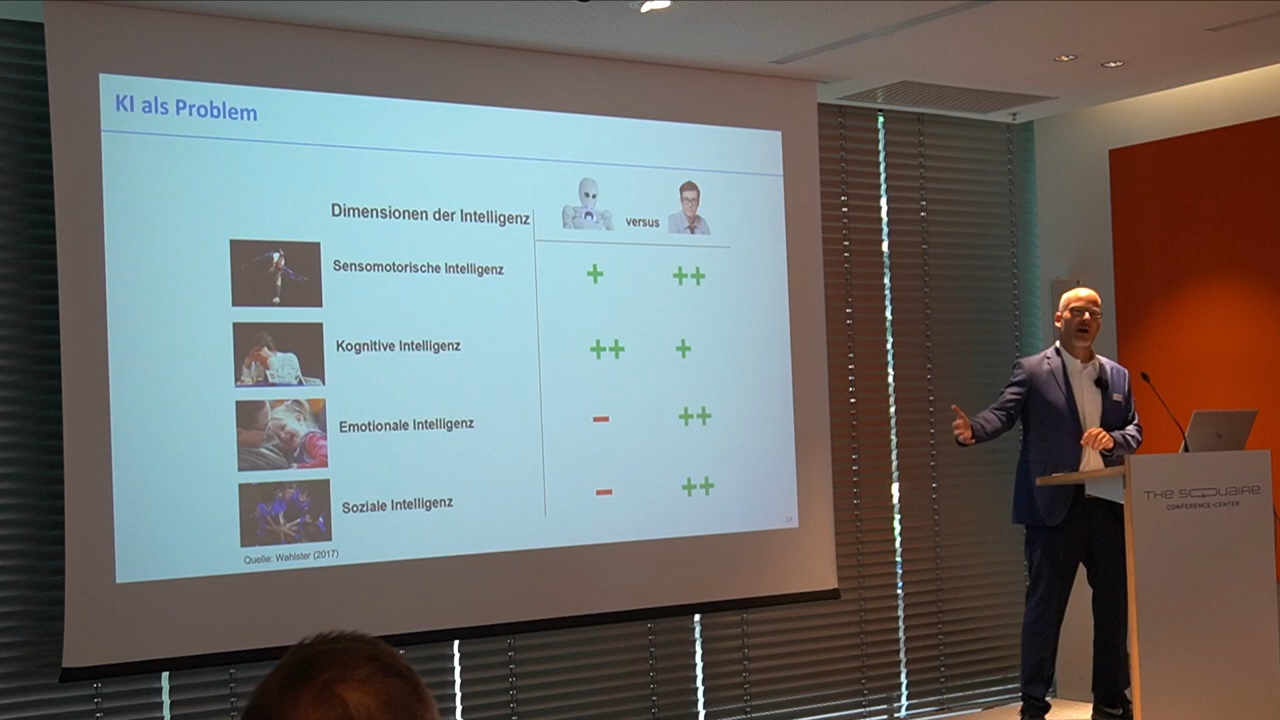 KI als Problem
Dimensionen der Intelligenz
versus
Sensomotorische Intelligenz
+ ++
Kognitive Intelligenz
++ +
Emotionale Intelligenz
− ++
Soziale Intelligenz
− ++
Quelle: Wahlster (2017)
THE SQUAIRE
CONFERENCE-CENTER